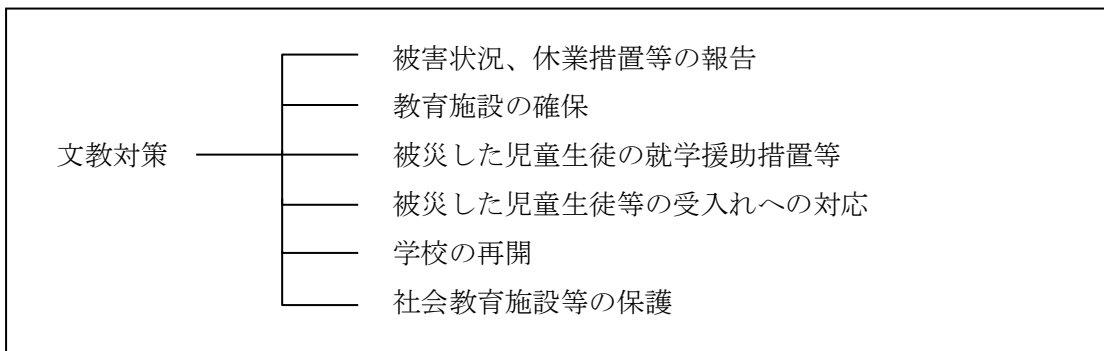 被害状況、休業措置等の報告
教育施設の確保
文教対策
被災した児童生徒の就学援助措置等
被災した児童生徒等の受入れへの対応
学校の再開
社会教育施設等の保護